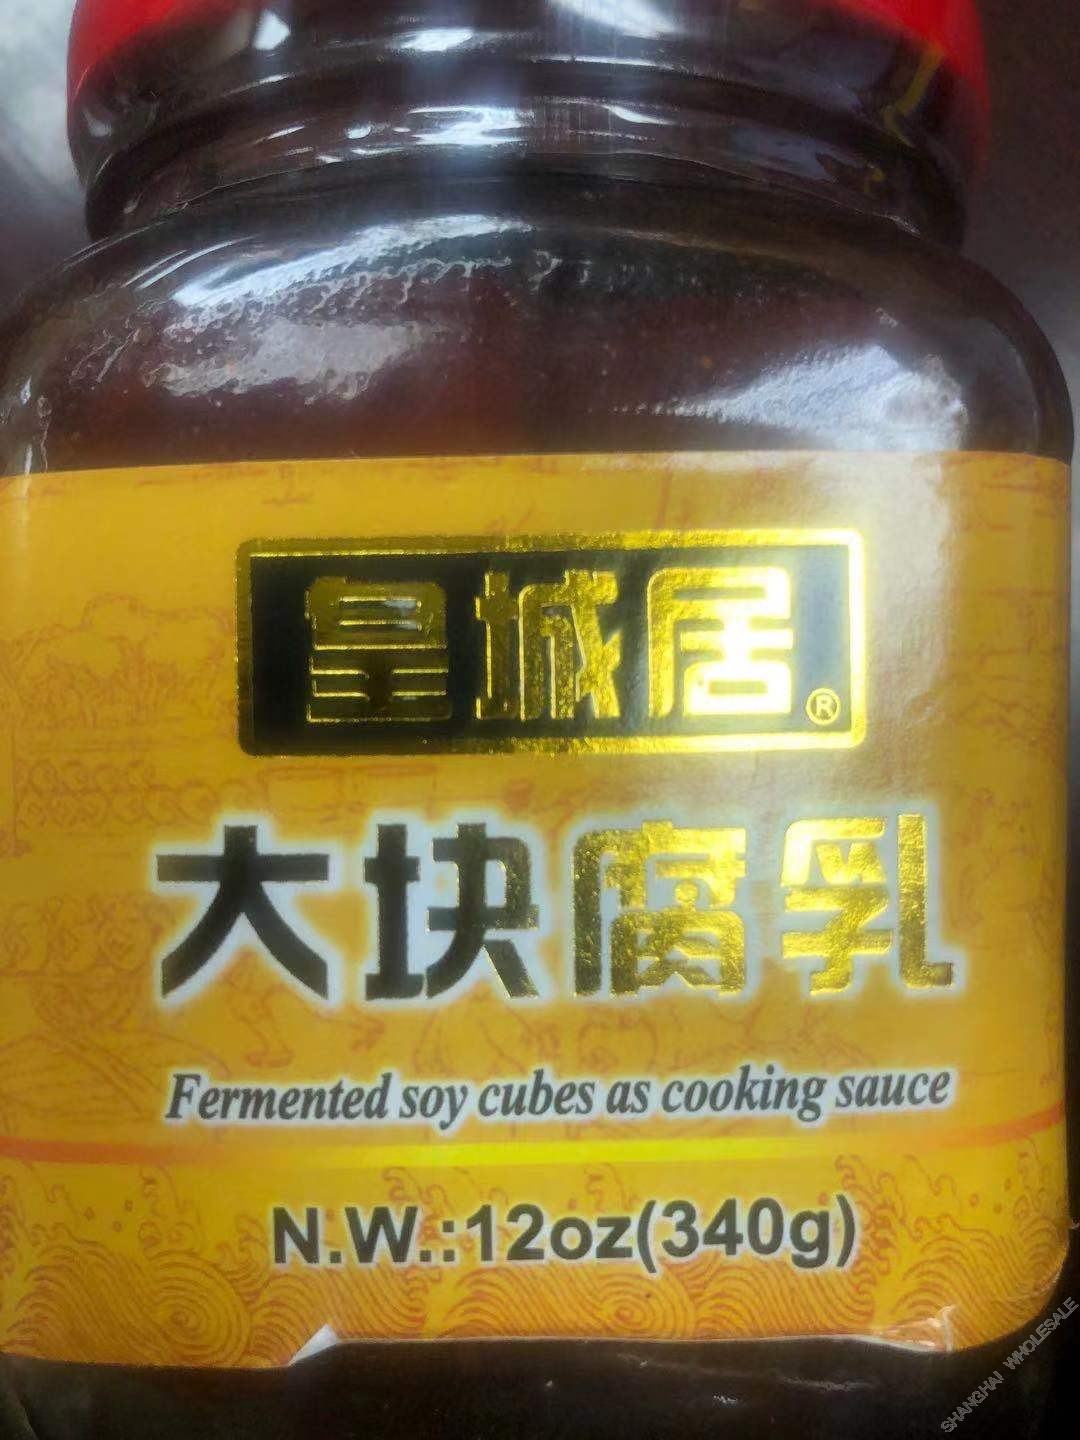 皇城居®
大块腐乳
Fermented soy cubes as cooking sauce
N.W.:12oz(340g)
SHANGHAI WHOLESALE